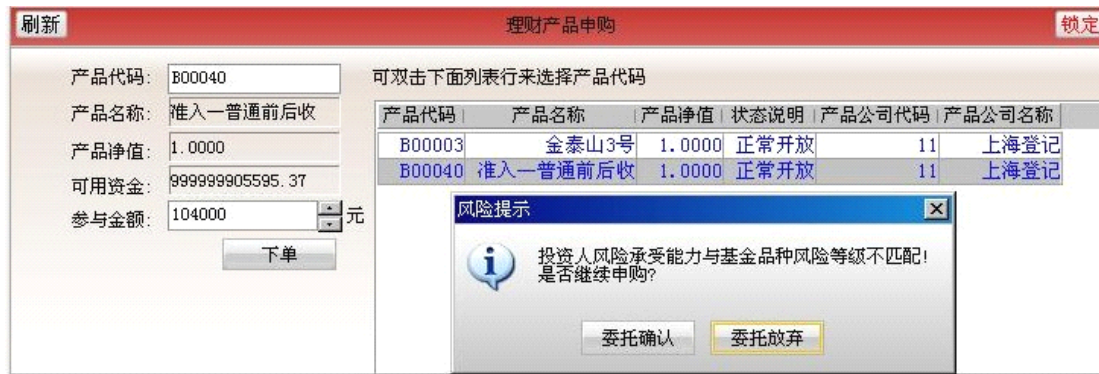 刷新
理财产品申购
锁定
产品代码: B00040
可双击下面列表行来选择产品代码
产品名称: 准入一普通前后收
产品净值: 1.0000
可用资金: 999999905595.37
参与金额: 104000 元
下单
产品代码 产品名称 产品净值 状态说明 产品公司代码 产品公司名称
B00003 金泰山3号 1.0000 正常开放 11 上海登记
B00040 准入一普通前后收 1.0000 正常开放 11 上海登记
风险提示
投资人风险承受能力与基金品种风险等级不匹配!
是否继续申购?
委托确认 委托放弃